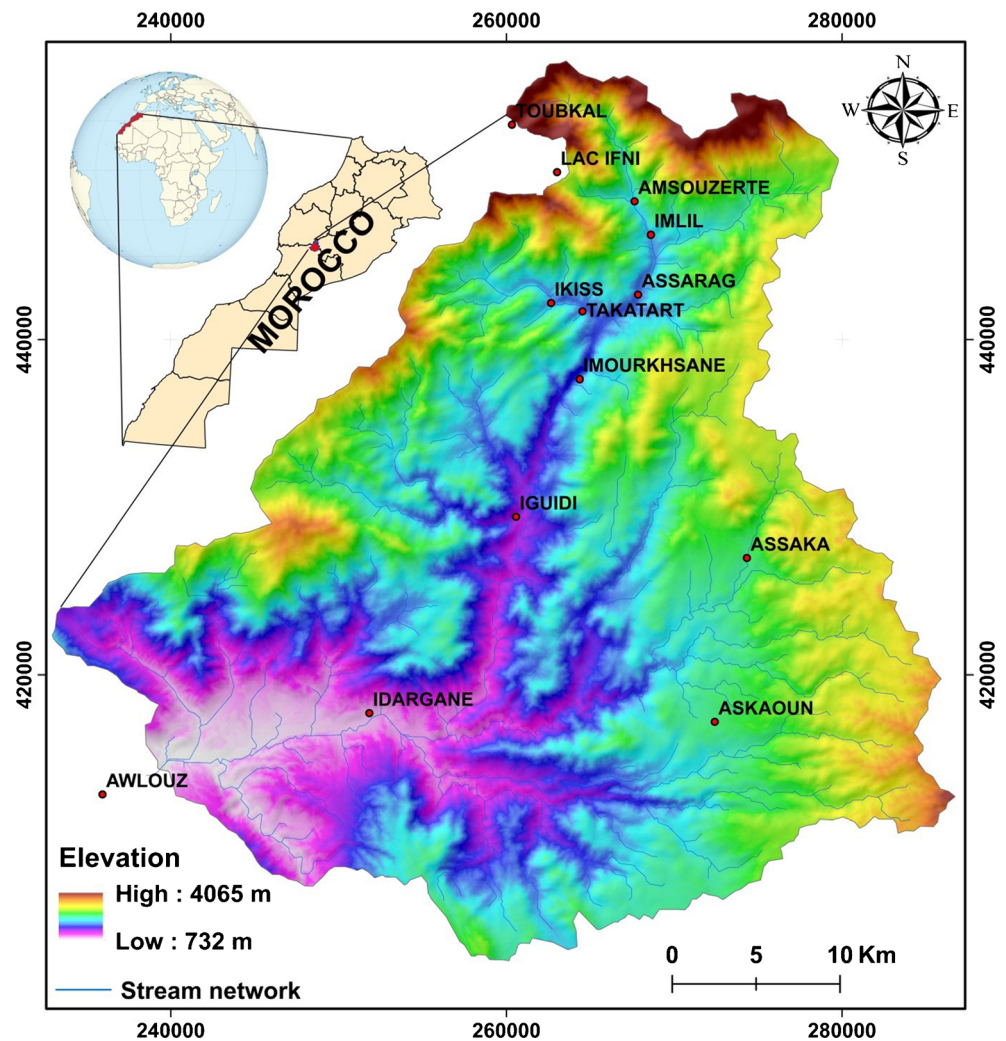 240000
260000
280000
N
W
E
S
TOUBKAL
LAC IFNI
AMSOUZERTE
IMLIL
MOROCCO
ASSARAG
IKISS
TAKATART
440000
440000
IMOURKHSANE
IGUIDI
ASSAKA
420000
420000
IDARGANE
ASKAOUN
AWLOUZ
Elevation
High : 4065 m
Low : 732 m
0 5 10 Km
Stream network
240000
260000
280000